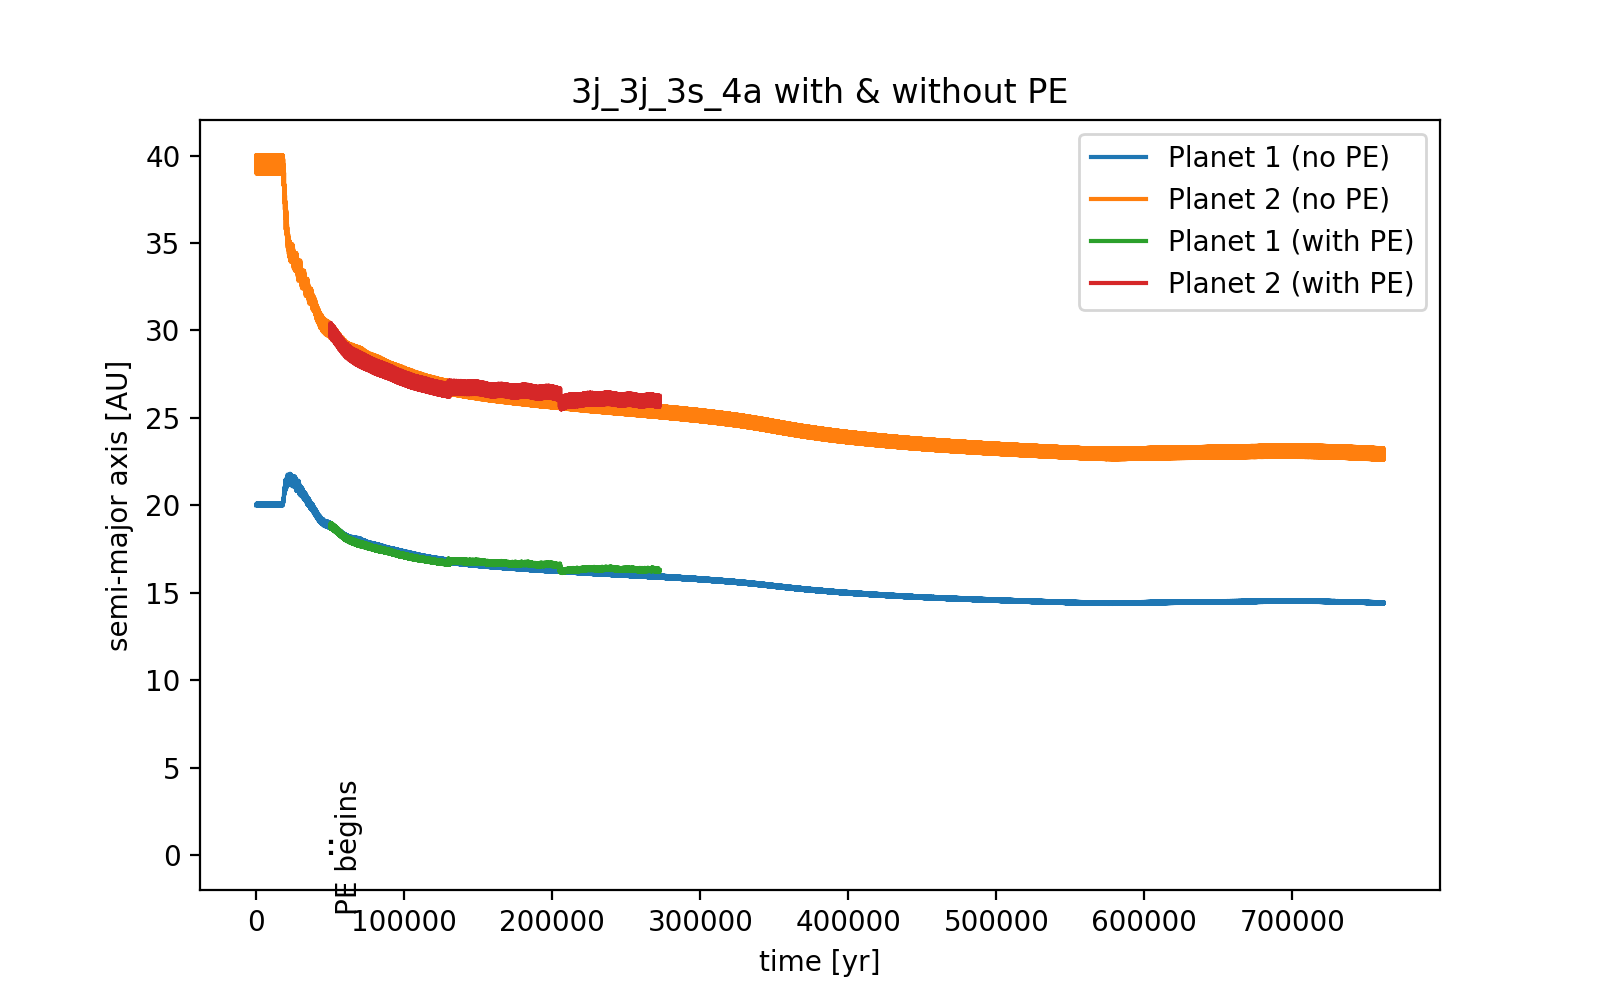 3j_3j_3s_4a with & without PE
Planet 1 (no PE)
Planet 2 (no PE)
Planet 1 (with PE)
Planet 2 (with PE)
semi-major axis [AU]
40
35
30
25
20
15
10
5
0
PE begins
0
100000
200000
300000
400000
500000
600000
700000
time [yr]